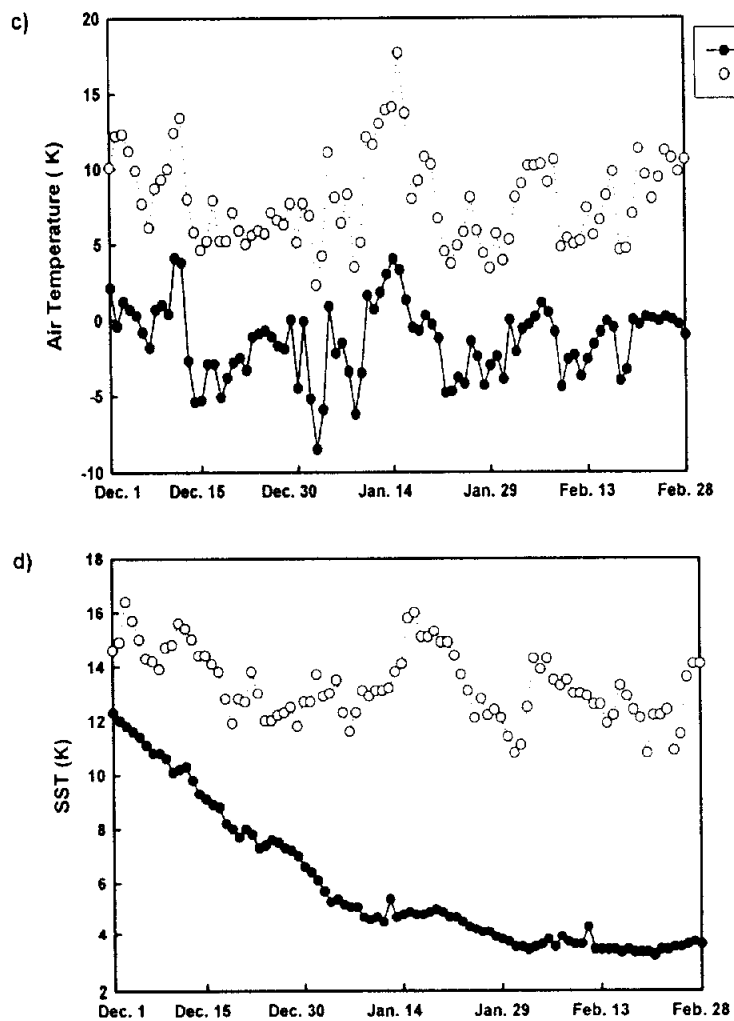 c)
20
15
10
5
0
-5
-10
Air Temperature ( K)
Dec. 1
Dec. 15
Dec. 30
Jan. 14
Jan. 29
Feb. 13
Feb. 28
d)
18
16
14
12
10
8
6
4
2
SST (K)
Dec. 1
Dec. 15
Dec. 30
Jan. 14
Jan. 29
Feb. 13
Feb. 28